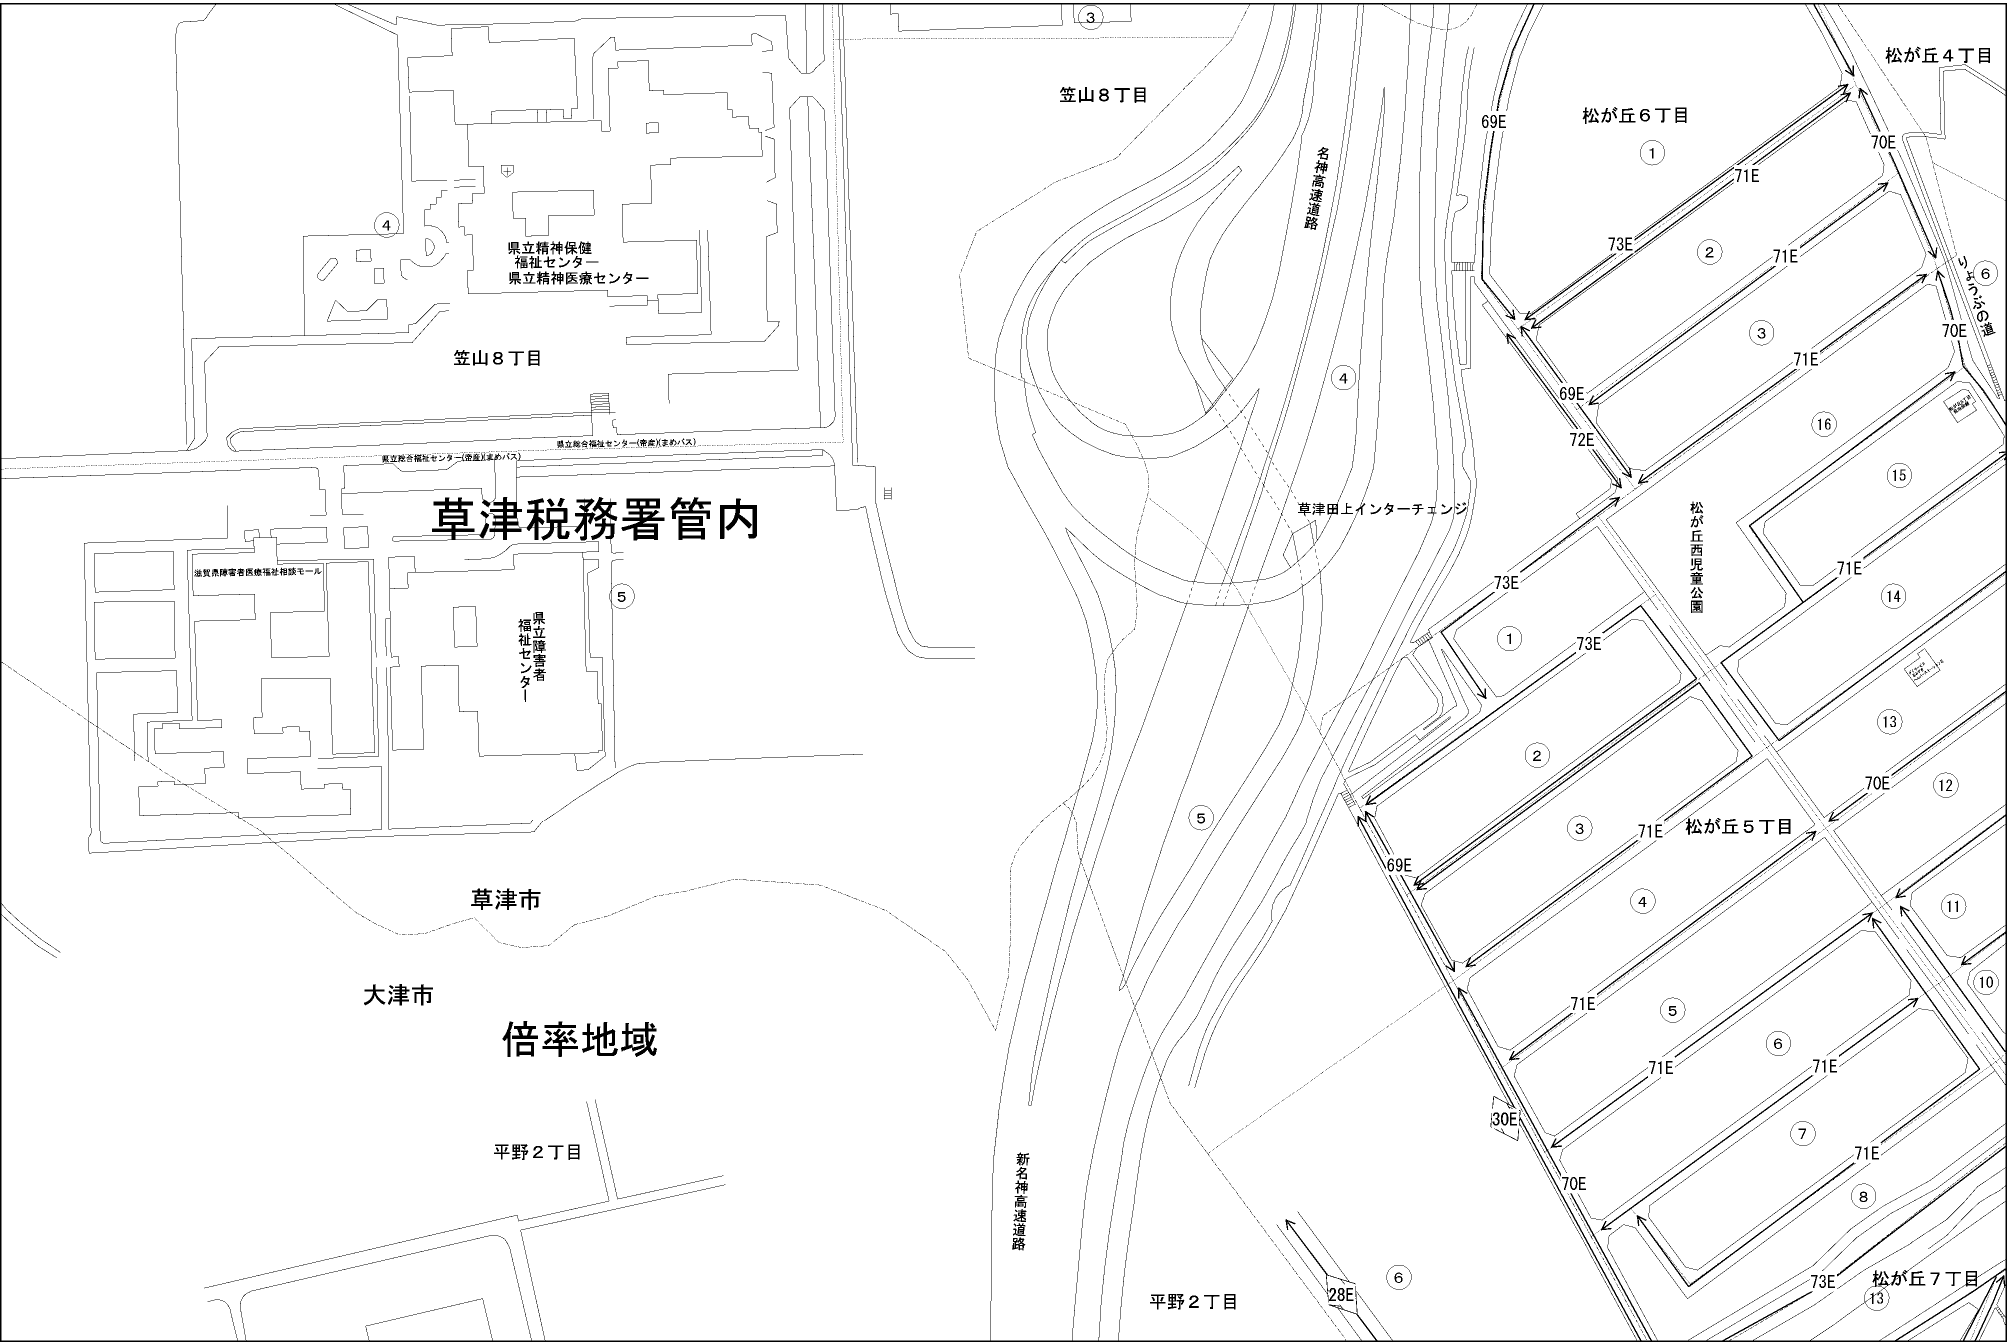 3
松が丘４丁目
笠山８丁目
松が丘６丁目
69E
1
70E
名神高速道路
71E
4
県立精神保健
福祉センター
県立精神医療センター
73E
2
71E
りょうぶの道
6
3
70E
笠山８丁目
71E
4
69E
16
72E
県立総合福祉センター(帝産)(まめバス)
県立総合福祉センター(帝産)(まめバス)
15
草津税務署管内
草津田上インターチェンジ
松が丘西児童公園
滋賀県障害者医療福祉相談モール
71E
73E
5
14
県立障害者
福祉センター
1
73E
13
2
70E
12
5
3
71E
松が丘５丁目
69E
草津市
4
11
大津市
10
71E
5
倍率地域
6
71E
71E
30E
7
平野２丁目
71E
新名神高速道路
70E
8
6
73E
松が丘７丁目
28E
平野２丁目
13